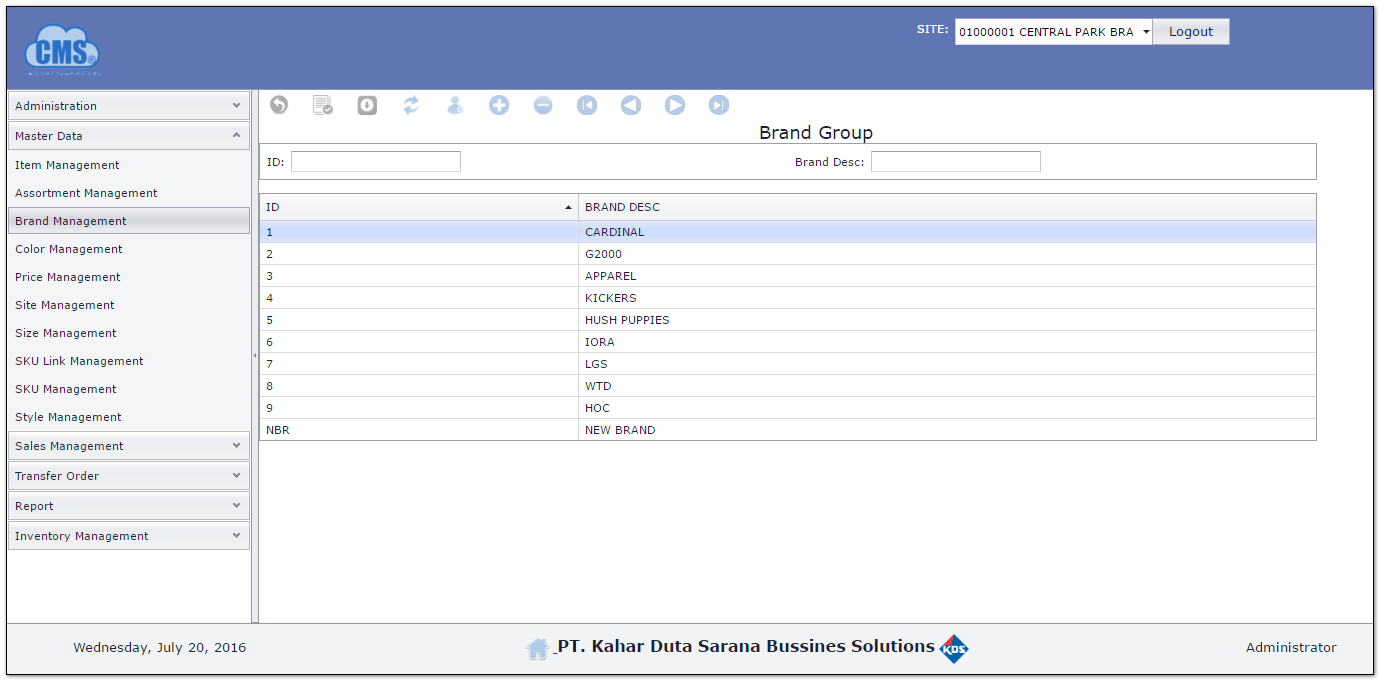 CMS
SITE: 01000001 CENTRAL PARK BRA Logout
Administration
Master Data
Item Management
Assortment Management
Brand Management
Color Management
Price Management
Site Management
Size Management
SKU Link Management
SKU Management
Style Management
Sales Management
Transfer Order
Report
Inventory Management
Brand Group
ID: Brand Desc:
ID BRAND DESC
1 CARDINAL
2 G2000
3 APPAREL
4 KICKERS
5 HUSH PUPPIES
6 IORA
7 LGS
8 WTD
9 HOC
NBR NEW BRAND
Wednesday, July 20, 2016 PT. Kahar Duta Sarana Bussines Solutions KDS Administrator